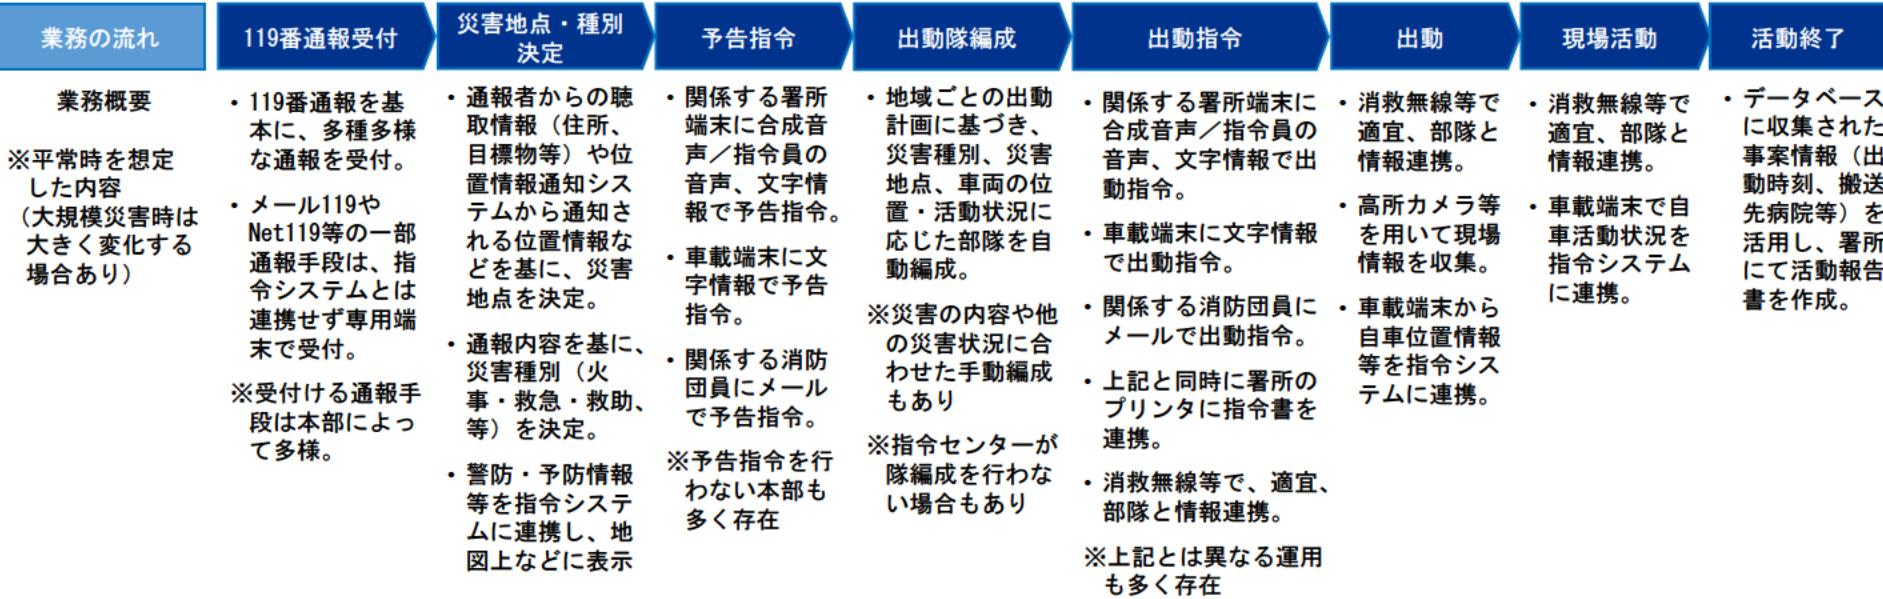 業務の流れ
119番通報受付
災害地点・種別
決定
予告指令
出動隊編成
出動指令
出動
現場活動
活動終了
業務概要
※平常時を想定
した内容
（大規模災害時は
大きく変化する
場合あり）
・119番通報を基
本に、多種多様
な通報を受付。
・メール119や
Net119等の一部
通報手段は、指
令システムとは
連携せず専用端
末で受付。
※受付ける通報手
段は本部によっ
て多様。
・通報者からの聴
取情報（住所、
目標物等）や位
置情報通知シス
テムから通知さ
れる位置情報な
どを基に、災害
地点を決定。
・通報内容を基に、
災害種別（火
事・救急・救助、
等）を決定。
・警防・予防情報
等を指令システ
ムに連携し、地
図上などに表示
・関係する署所
端末に合成音
声／指令員の
音声、文字情
報で予告指令。
・車載端末に文
字情報で予告
指令。
・関係する消防
団員にメール
で予告指令。
※予告指令を行
わない本部も
多く存在
・地域ごとの出動
計画に基づき、
災害種別、災害
地点、車両の位
置・活動状況に
応じた部隊を自
動編成。
※災害の内容や他
の災害状況に合
わせた手動編成
もあり
※指令センターが
隊編成を行わな
い場合もあり
・関係する署所端末に
合成音声／指令員の
音声、文字情報で出
動指令。
・車載端末に文字情報
で出動指令。
・関係する消防団員に
メールで出動指令。
・上記と同時に署所の
プリンタに指令書を
連携。
・消救無線等で、適宜、
部隊と情報連携。
※上記とは異なる運用
も多く存在
・消救無線等で
適宜、部隊と
情報連携。
・高所カメラ等
を用いて現場
情報を収集。
・車載端末から
自車位置情報
等を指令シス
テムに連携。
・消救無線等で
適宜、部隊と
情報連携。
・車載端末で自
車活動状況を
指令システム
に連携。
・データベース
に収集された
事案情報（出
動時刻、搬送
先病院等）を
活用し、署所
にて活動報告
書を作成。